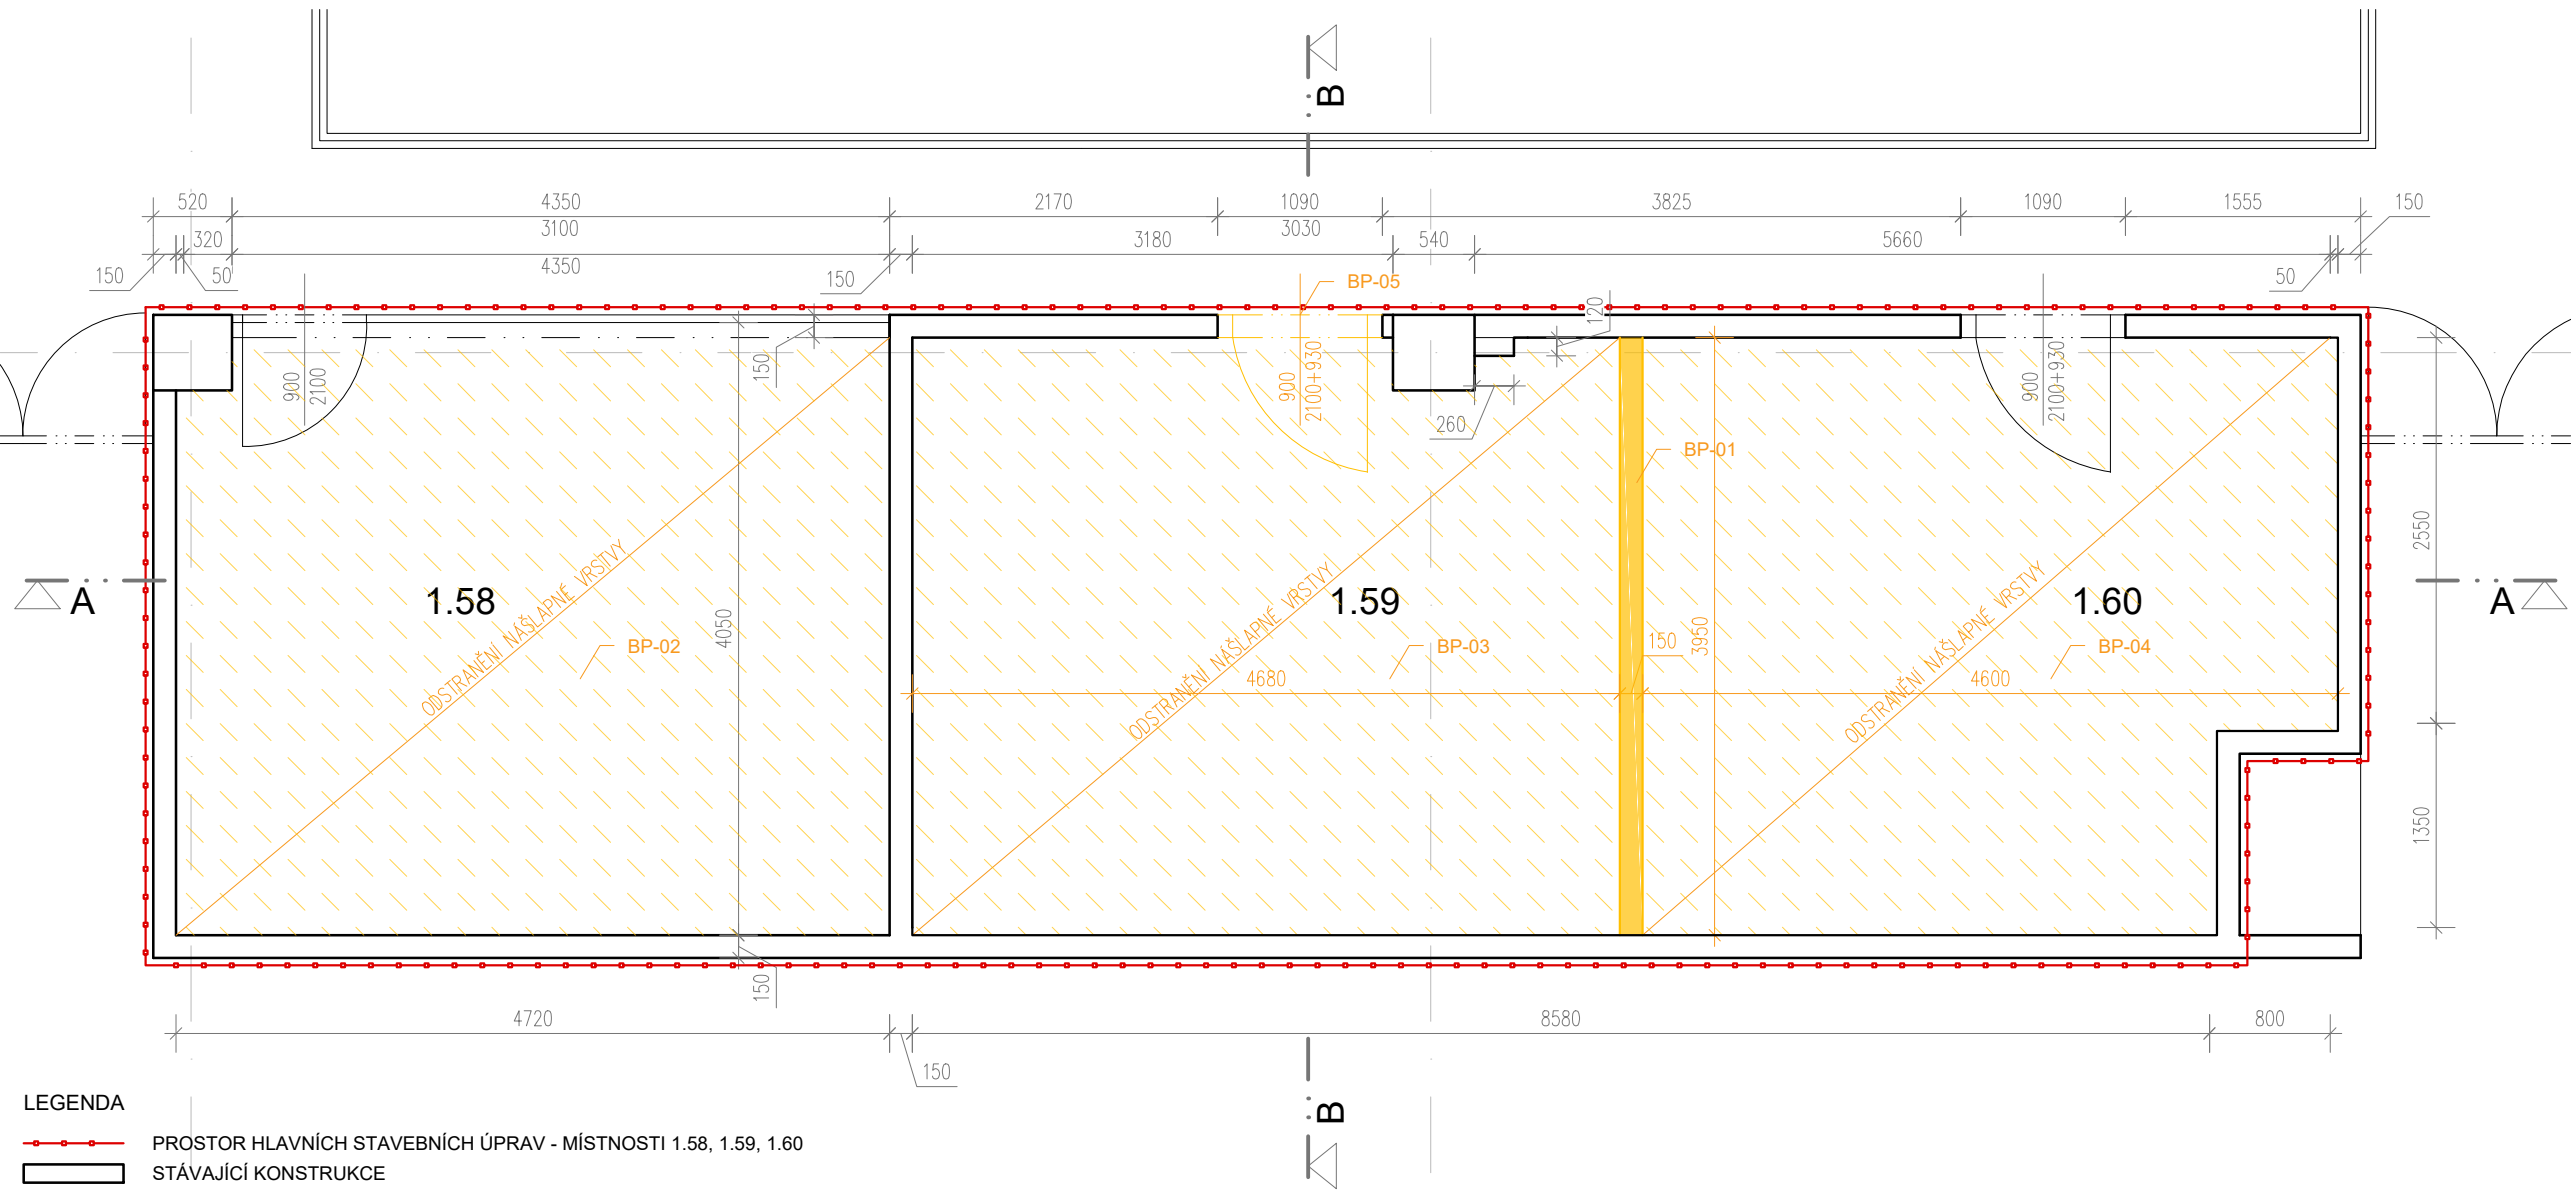 B
520
4350
3100
2170
1090
3030
3825
1090
1555
150
320
3180
540
5660
150
50
4350
150
50
BP-05
120
150
900
2100
900
2100+930
260
900
2100+930
BP-01
2550
A
1.58
ODSTRANĚNÍ NÁŠLAPNÉ VRSTVY
BP-02
4050
1.59
ODSTRANĚNÍ NÁŠLAPNÉ VRSTVY
BP-03
4680
150
3950
1.60
ODSTRANĚNÍ NÁŠLAPNÉ VRSTVY
BP-04
4600
A
1350
150
4720
150
8580
800
B
LEGENDA
PROSTOR HLAVNÍCH STAVEBNÍCH ÚPRAV - MÍSTNOSTI 1.58, 1.59, 1.60
STÁVAJÍCÍ KONSTRUKCE